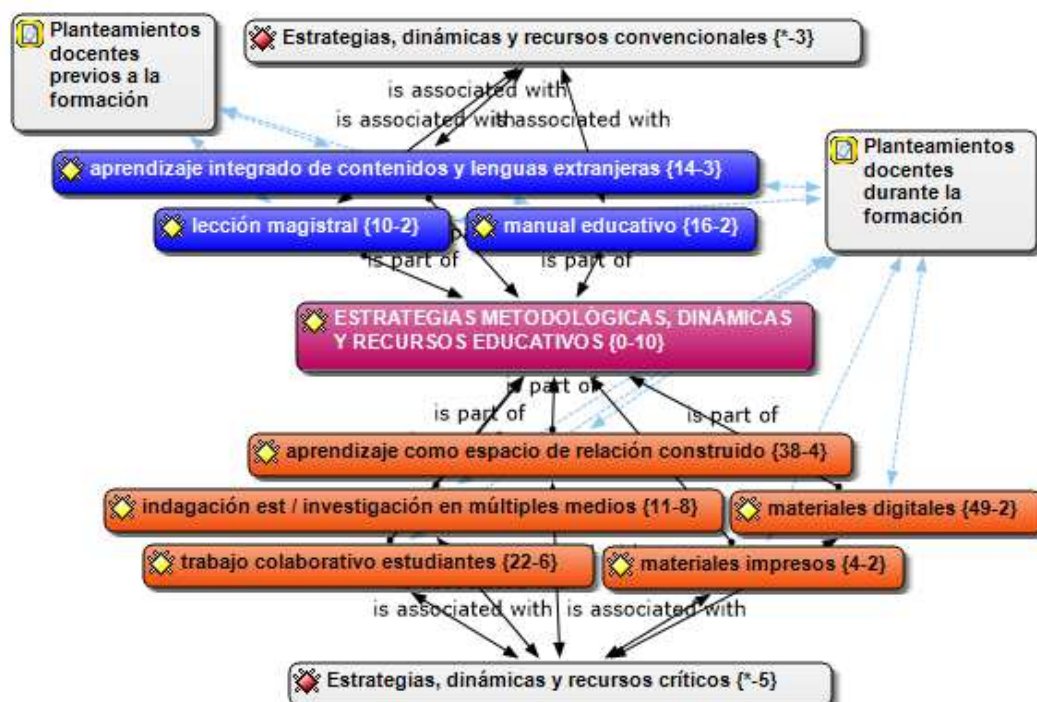 Planteamientos
docentes
previos a la
formación
Estrategias, dinámicas y recursos convencionales {*-3}
is associated with
is associated with
is associated with
Planteamientos
docentes
durante la
formación
aprendizaje integrado de contenidos y lenguas extranjeras {14-3}
lección magistral {10-2}
manual educativo {16-2}
is part of
is part of
ESTRATEGIAS METODOLÓGICAS, DINÁMICAS
Y RECURSOS EDUCATIVOS {0-10}
is part of
is part of
is part of
aprendizaje como espacio de relación construido {38-4}
indagación est / investigación en múltiples medios {11-8}
materiales digitales {49-2}
trabajo colaborativo estudiantes {22-6}
materiales impresos {4-2}
is associated with
is associated with
Estrategias, dinámicas y recursos críticos {*-5}